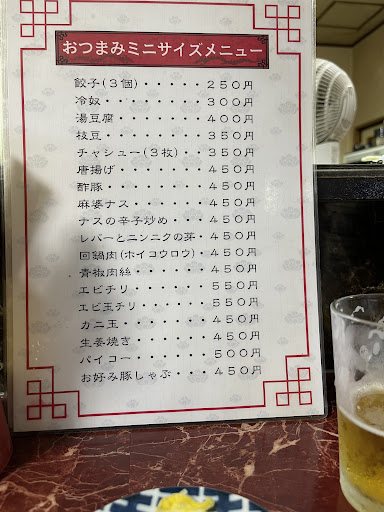 おつまみミニサイズメニュー
餃子(3個)・・・・・・250円
冷奴・・・・・・・・・300円
湯豆腐・・・・・・・・400円
枝豆・・・・・・・・・350円
チャシュー(3枚)・・・350円
唐揚げ・・・・・・・・450円
酢豚・・・・・・・・・450円
麻婆ナス・・・・・・・450円
ナスの辛子炒め・・・・450円
レバーとニンニクの芽・450円
回鍋肉(ホイコウロウ)・450円
青椒肉絲・・・・・・・450円
エビチリ・・・・・・・550円
エビ玉チリ・・・・・・550円
カニ玉・・・・・・・・450円
生姜焼き・・・・・・・450円
パイコー・・・・・・・500円
お好み豚しゃぶ・・・・450円